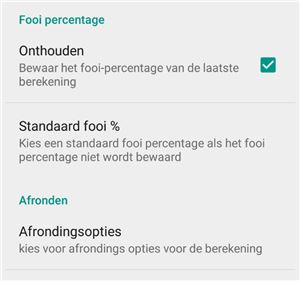 Fooi percentage
Onthouden
Bewaar het fooi-percentage van de laatste
berekening
Standaard fooi %
Kies een standaard fooi percentage als het fooi
percentage niet wordt bewaard
Afronden
Afrondingsopties
kies voor afrondings opties voor de berekening